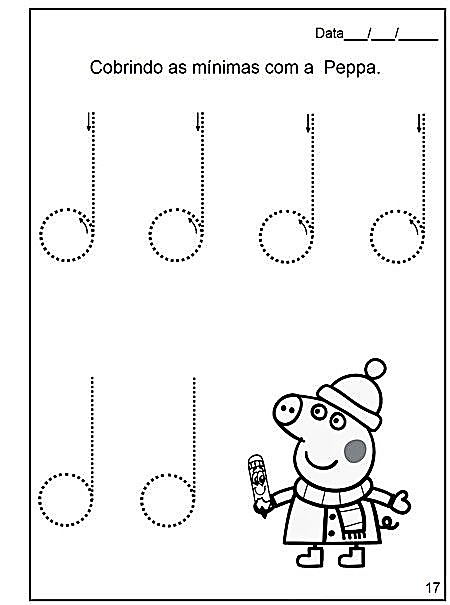 Data___/___/_____
Cobrindo as mínimas com a Peppa.
17